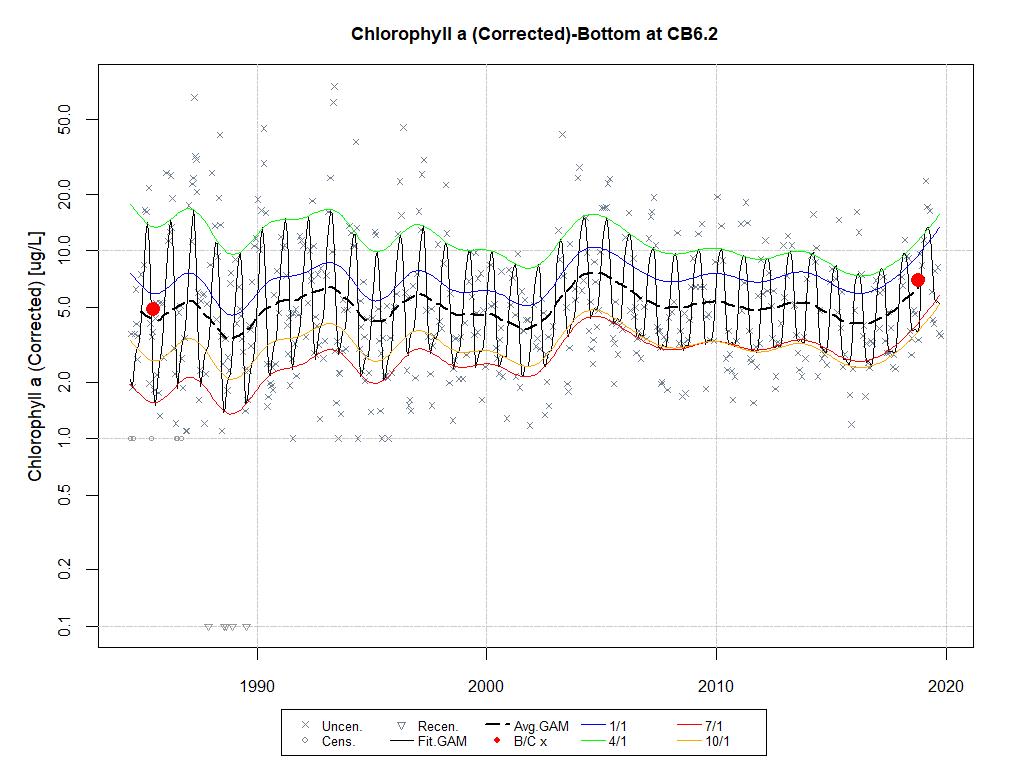 Chlorophyll a (Corrected)-Bottom at CB6.2
Chlorophyll a (Corrected) [ug/L]
50.0
20.0
10.0
5.0
2.0
1.0
0.5
0.2
0.1
1990 2000 2010 2020
Uncen. Recen. Avg.GAM 1/1 7/1
Cens. Fit.GAM B/C x 4/1 10/1